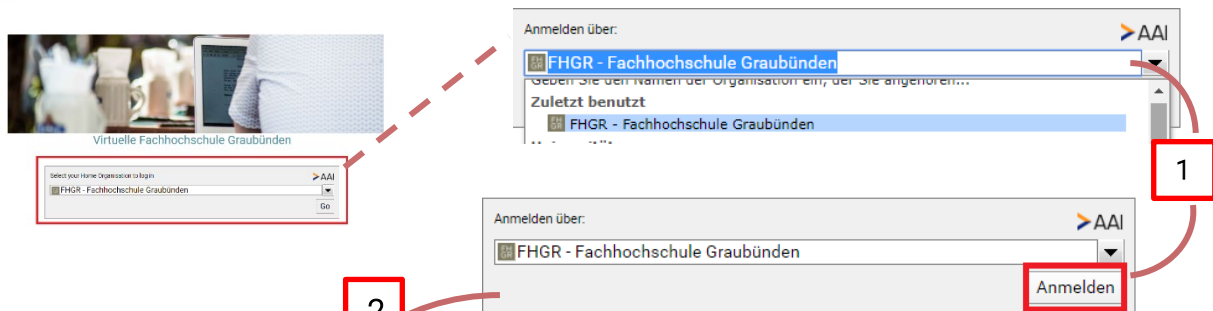 Virtuelle Fachhochschule Graubünden
Select your Home Organisation to log in
AAI
FHGR - Fachhochschule Graubünden
Go
Anmelden über:
AAI
FHGR - Fachhochschule Graubünden
Geben Sie den Namen der Organisation ein, der Sie angehören...
Zuletzt benutzt
FHGR - Fachhochschule Graubünden
1
Anmelden über:
AAI
FHGR - Fachhochschule Graubünden
Anmelden
2